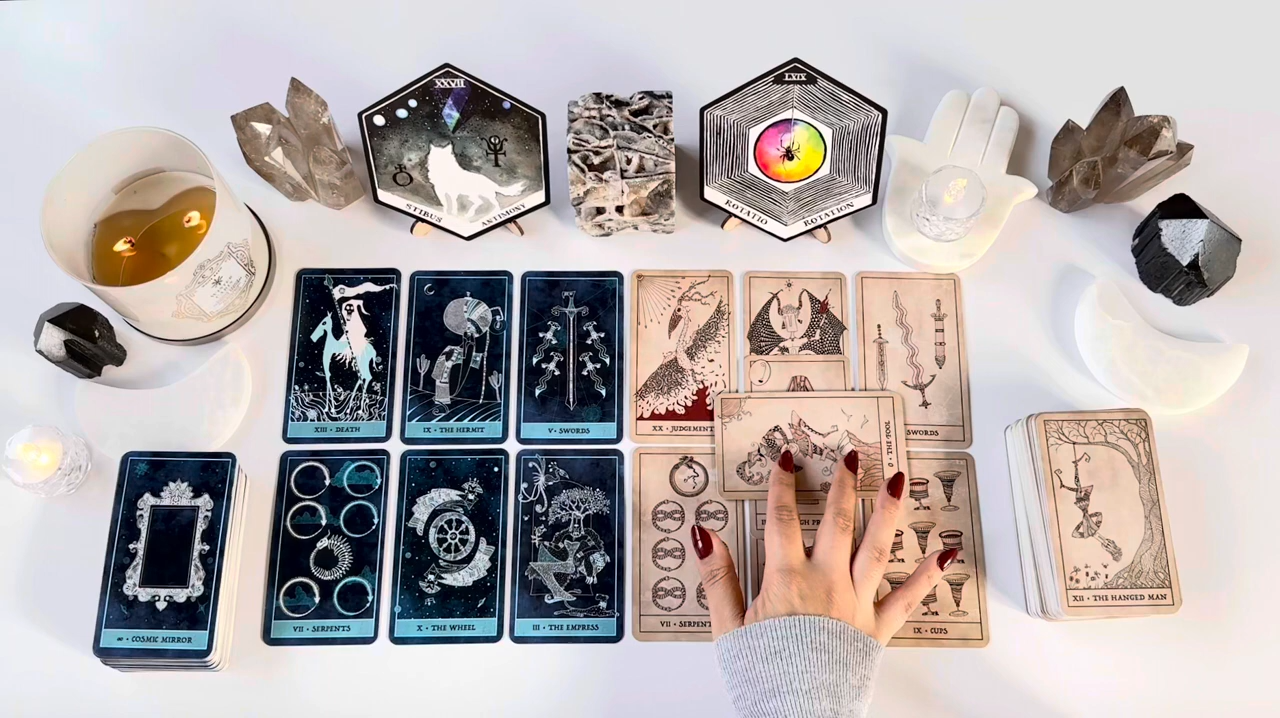 XXVII
STIBUS
ANTIMONY
LXIX
ROTATIO
ROTATION
XIII • DEATH
IX • THE HERMIT
V • SWORDS
XX • JUDGEMENT
SWORDS
0 • THE FOOL
∞ • COSMIC MIRROR
VII • SERPENTS
X • THE WHEEL
III • THE EMPRESS
VII • SERPENT
IX • CUPS
XII • THE HANGED MAN